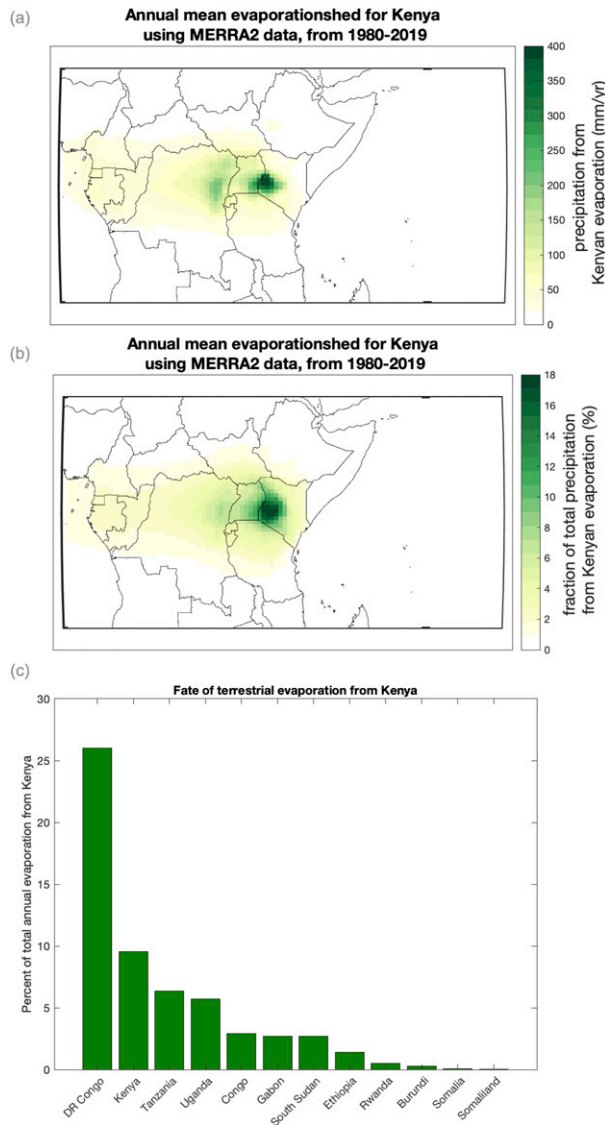 (a)
Annual mean evaporationshed for Kenya
using MERRA2 data, from 1980-2019
400
350
300
250
200
150
100
50
0
precipitation from
Kenyan evaporation (mm/yr)
(b)
Annual mean evaporationshed for Kenya
using MERRA2 data, from 1980-2019
18
16
14
12
10
8
6
4
2
0
fraction of total precipitation
from Kenyan evaporation (%)
(c)
Fate of terrestrial evaporation from Kenya
30
25
20
15
10
5
0
Percent of total annual evaporation from Kenya
DR Congo
Kenya
Tanzania
Uganda
Congo
Gabon
South Sudan
Ethiopia
Rwanda
Burundi
Somalia
Somaliland